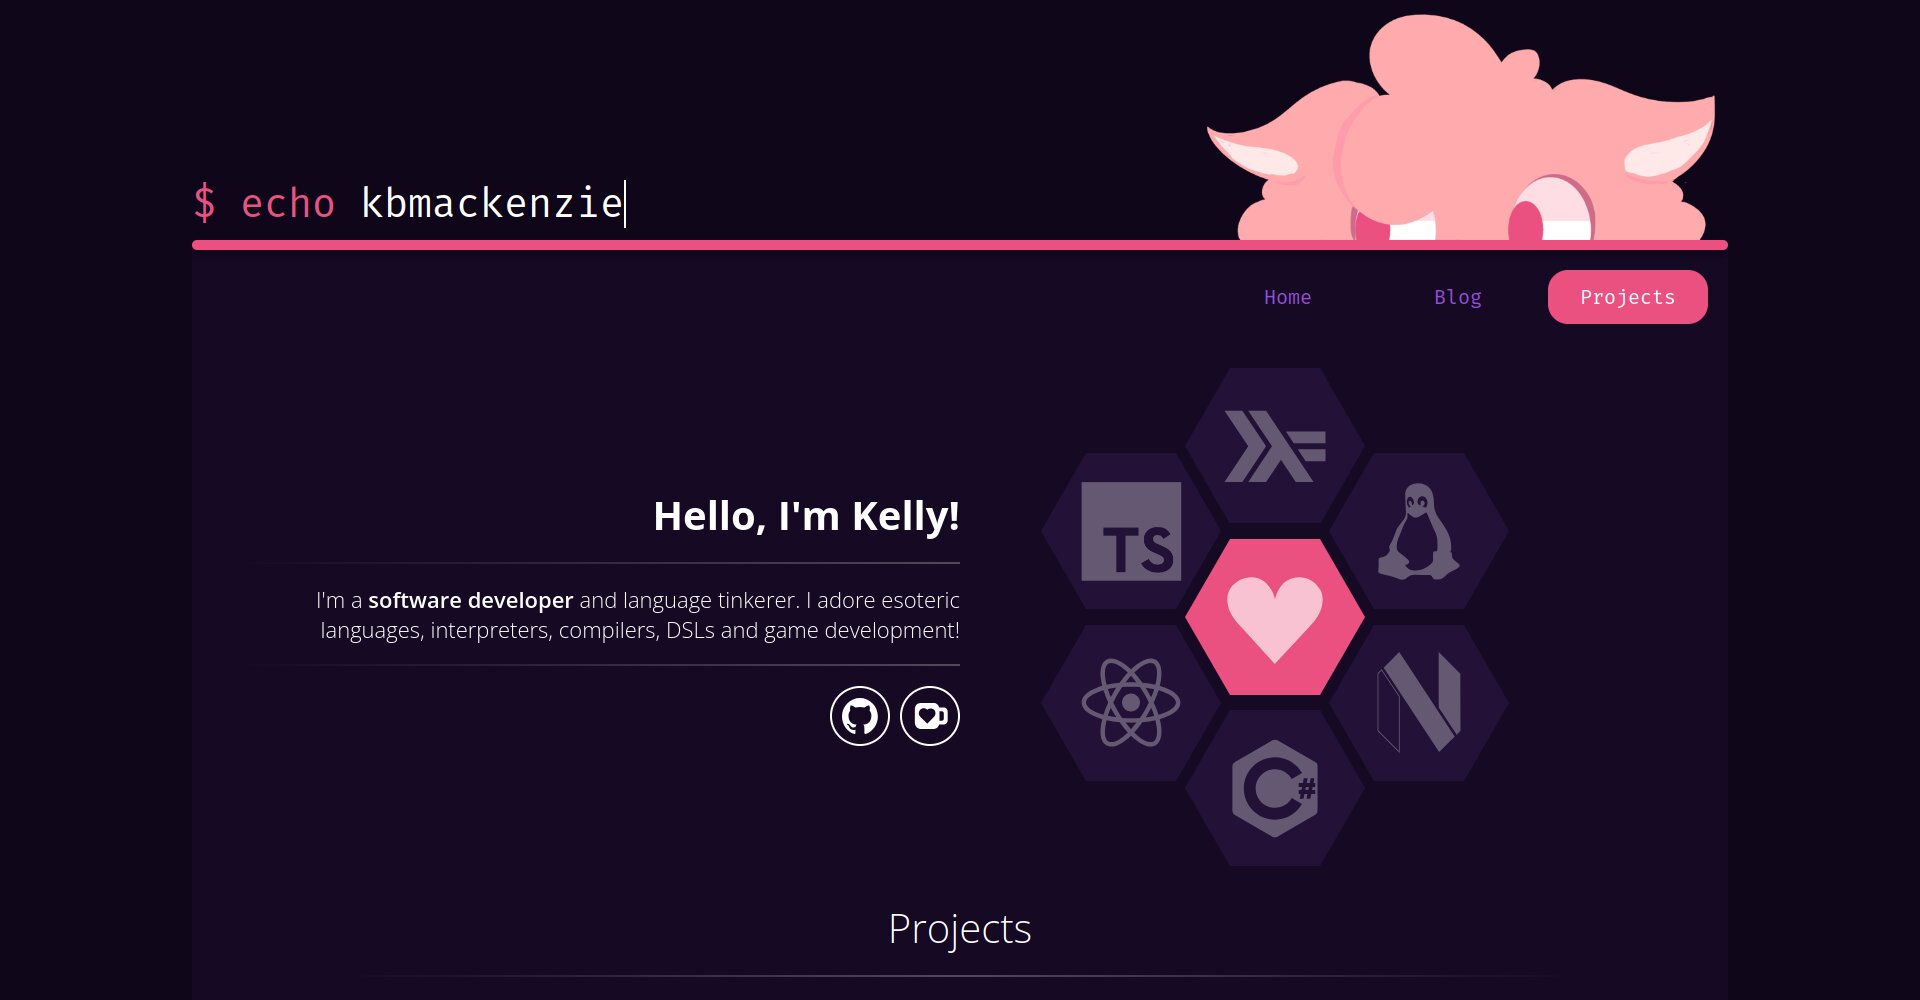 $ echo kbmackenzie
Home Blog Projects
Hello, I'm Kelly!
I'm a software developer and language tinkerer. I adore esoteric
languages, interpreters, compilers, DSLs and game development!
TS
C#
Projects